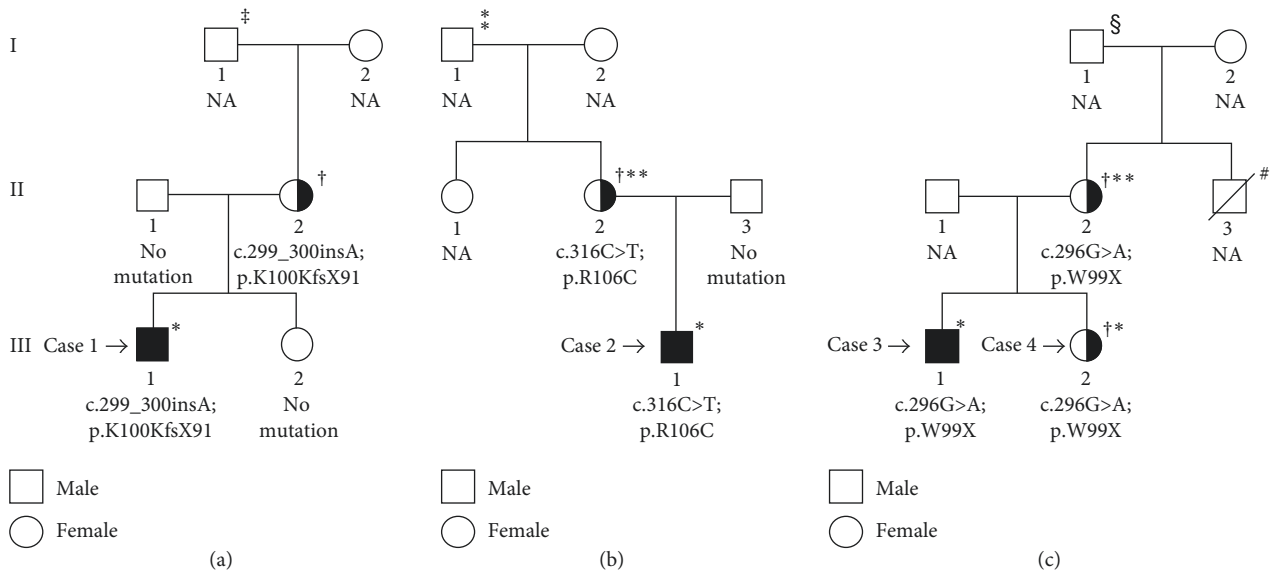 I
‡
1
NA
2
NA
*
*
1
NA
2
NA
§
1
NA
2
NA
II
1
No
mutation
†
2
c.299_300insA;
p.K100KfsX91
1
NA
†**
2
c.316C>T;
p.R106C
3
No
mutation
1
NA
†**
2
c.296G>A;
p.W99X
#
3
NA
III
Case 1 →
*
1
c.299_300insA;
p.K100KfsX91
2
No
mutation
Case 2 →
*
1
c.316C>T;
p.R106C
Case 3 →
*
1
c.296G>A;
p.W99X
Case 4 →
†*
2
c.296G>A;
p.W99X
Male
Female
(a)
Male
Female
(b)
Male
Female
(c)